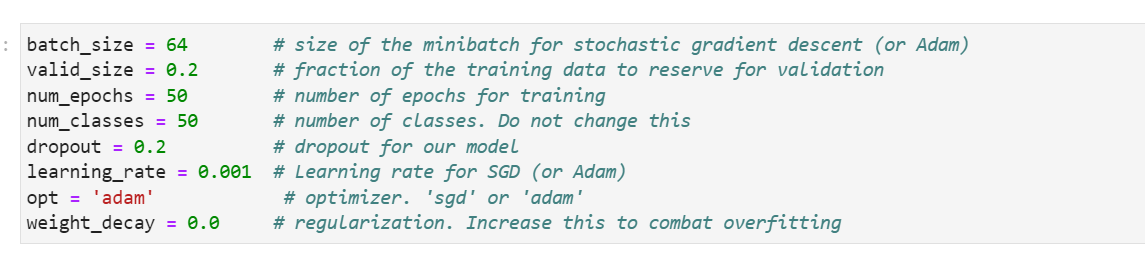 batch_size = 64        # size of the minibatch for stochastic gradient descent (or Adam)
valid_size = 0.2       # fraction of the training data to reserve for validation
num_epochs = 50        # number of epochs for training
num_classes = 50       # number of classes. Do not change this
dropout = 0.2          # dropout for our model
learning_rate = 0.001  # Learning rate for SGD (or Adam)
opt = 'adam'            # optimizer. 'sgd' or 'adam'
weight_decay = 0.0     # regularization. Increase this to combat overfitting